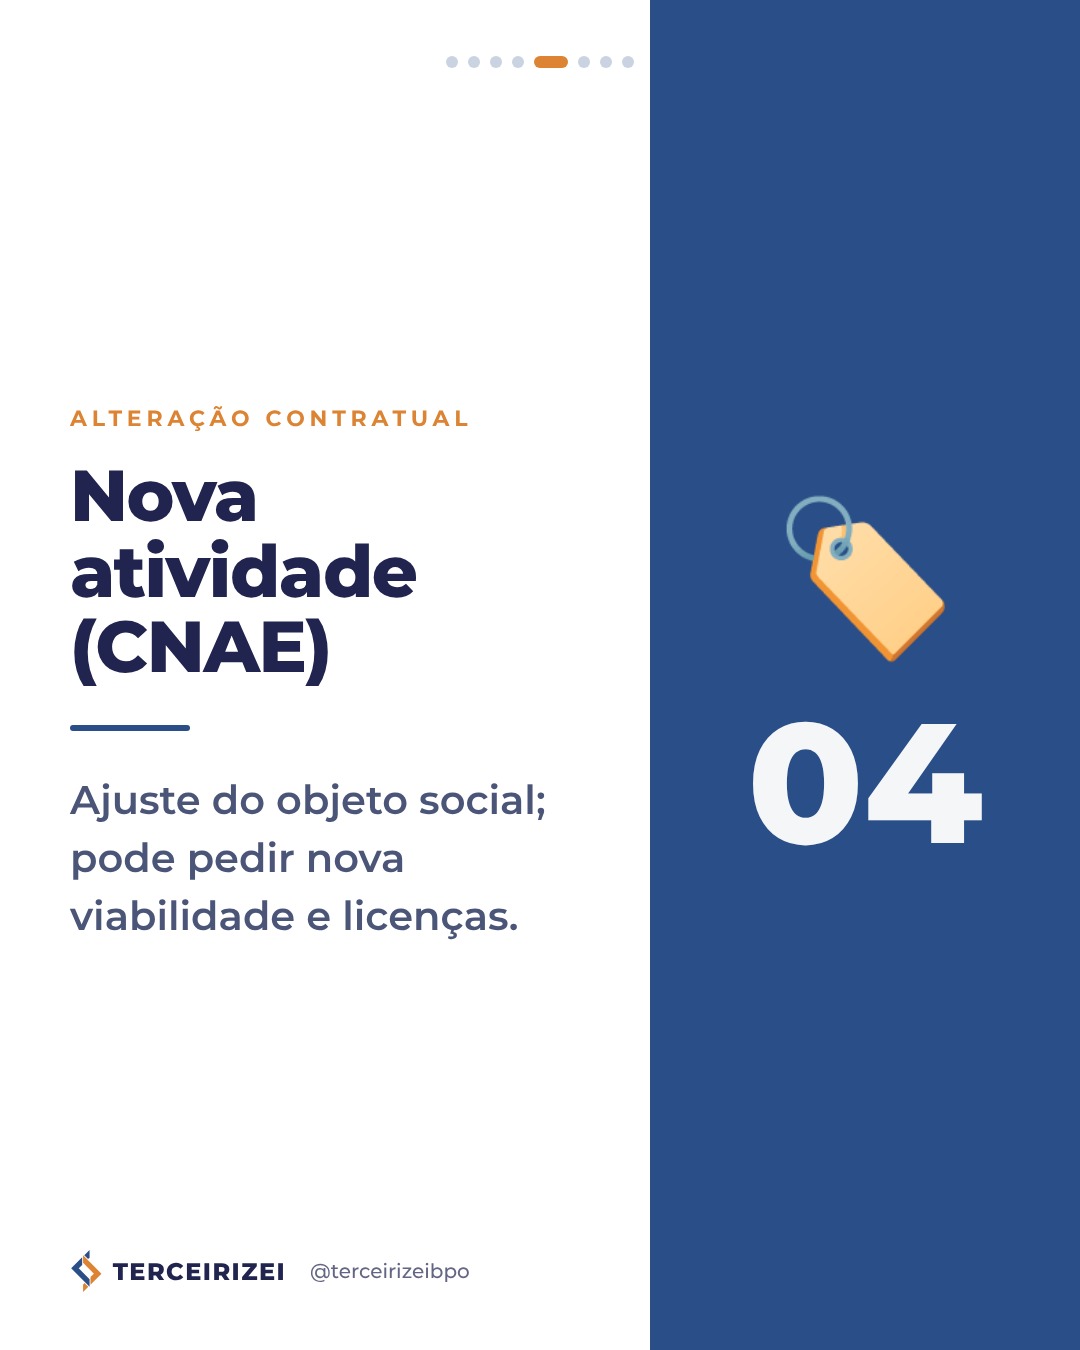 ALTERAÇÃO CONTRATUAL
Nova
atividade
(CNAE)
Ajuste do objeto social;
pode pedir nova
viabilidade e licenças.
04
TERCEIRIZEI @terceirizeibpo